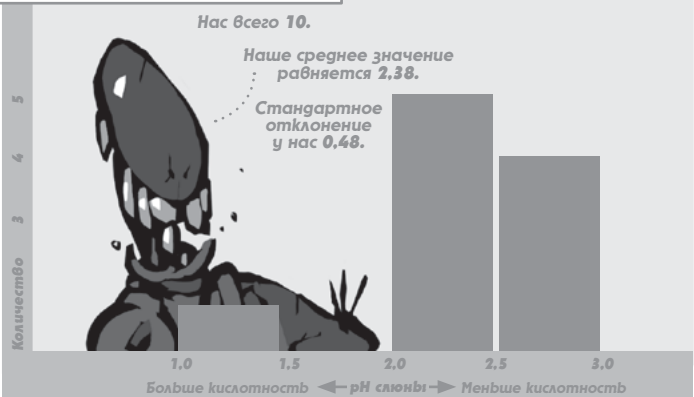 Нас всего 10.
Наше среднее значение
равняется 2,38.
Стандартное
отклонение
у нас 0,48.
5
4
3
Количество
1.0 1.5 2.0 2,5 3.0
Больше кислотность рН слюны Меньше кислотность